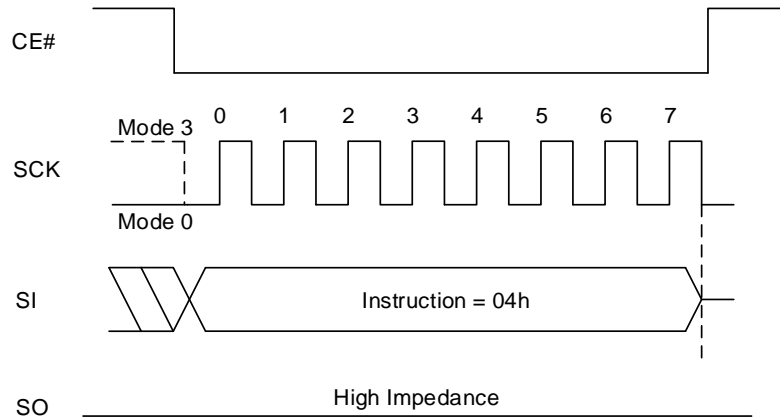 CE#
0 1 2 3 4 5 6 7
Mode 3
SCK
Mode 0
SI
Instruction = 04h
High Impedance
SO